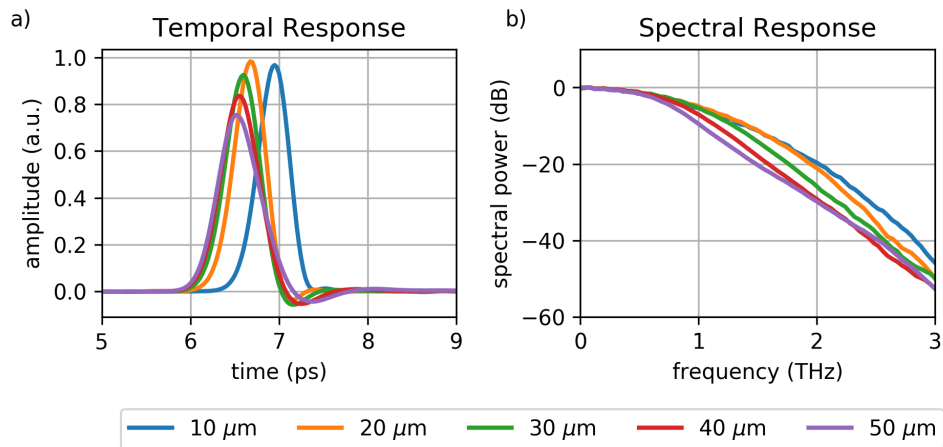 a)
Temporal Response
amplitude (a.u.)
1.0
0.8
0.6
0.4
0.2
0.0
5 6 7 8 9
time (ps)
b)
Spectral Response
spectral power (dB)
0
−20
−40
−60
0 1 2 3
frequency (THz)
10 μm 20 μm 30 μm 40 μm 50 μm